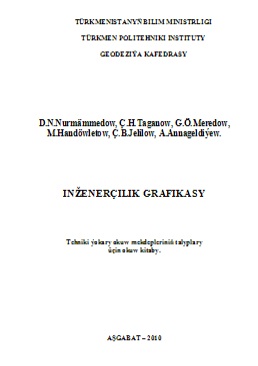 TÜRKMENISTANYŇ BILIM MINISTRLIGI
TÜRKMEN POLITEHNIKI INSTITUTY
GEODEZIÝA KAFEDRASY
D.N.Nurmämmedow, Ç.H.Taganow, G.Ö.Meredow,
M.Handöwletow, Ç.B.Jelilow, A.Annageldiýew.
INŽENERÇILIK GRAFIKASY
Tehniki ýokary okuw mekdepleriniň talyplary
üçin okuw kitaby.
AŞGABAT – 2010